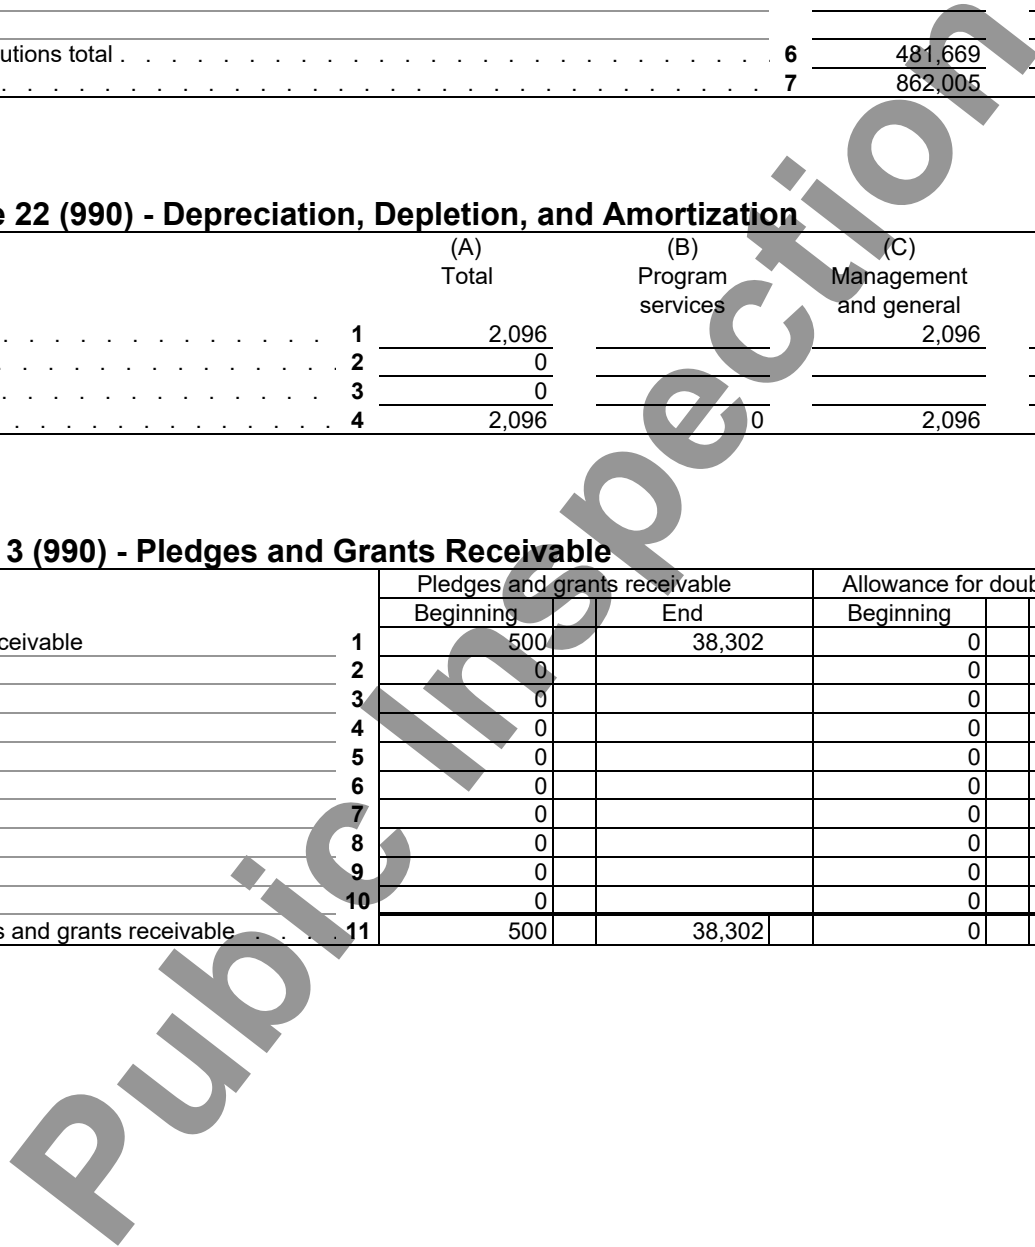 utions total . . . . . . . . . . . . . . . . . . . . . . . . . 6 481,669
. . . . . . . . . . . . . . . . . . . . . . . . . . . . . . 7 862,005
e 22 (990) - Depreciation, Depletion, and Amortization
(A) (B) (C)
Total Program Management
services and general
. . . . . . . . . . . . . 1 2,096 2,096
. . . . . . . . . . . . . . 2 0
. . . . . . . . . . . . . 3 0
. . . . . . . . . . . . . 4 2,096 0 2,096
3 (990) - Pledges and Grants Receivable
Pledges and grants receivable Allowance for doub
Beginning End Beginning
ceivable 1 500 38,302 0
2 0 0
3 0 0
4 0 0
5 0 0
6 0 0
7 0 0
8 0 0
9 0 0
10 0 0
s and grants receivable . . . . 11 500 38,302 0
Pubic Inspection